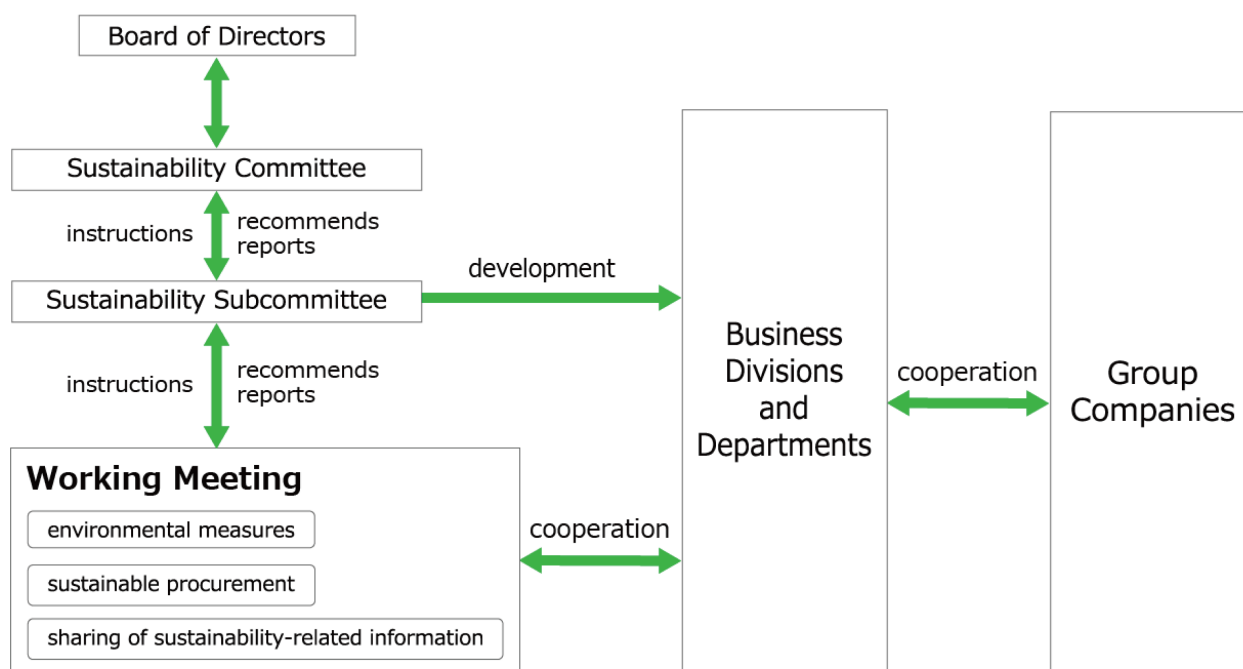 Board of Directors
Sustainability Committee
instructions
recommends
reports
Sustainability Subcommittee
development
instructions
recommends
reports
Working Meeting
environmental measures
sustainable procurement
sharing of sustainability-related information
cooperation
Business
Divisions
and
Departments
cooperation
Group
Companies